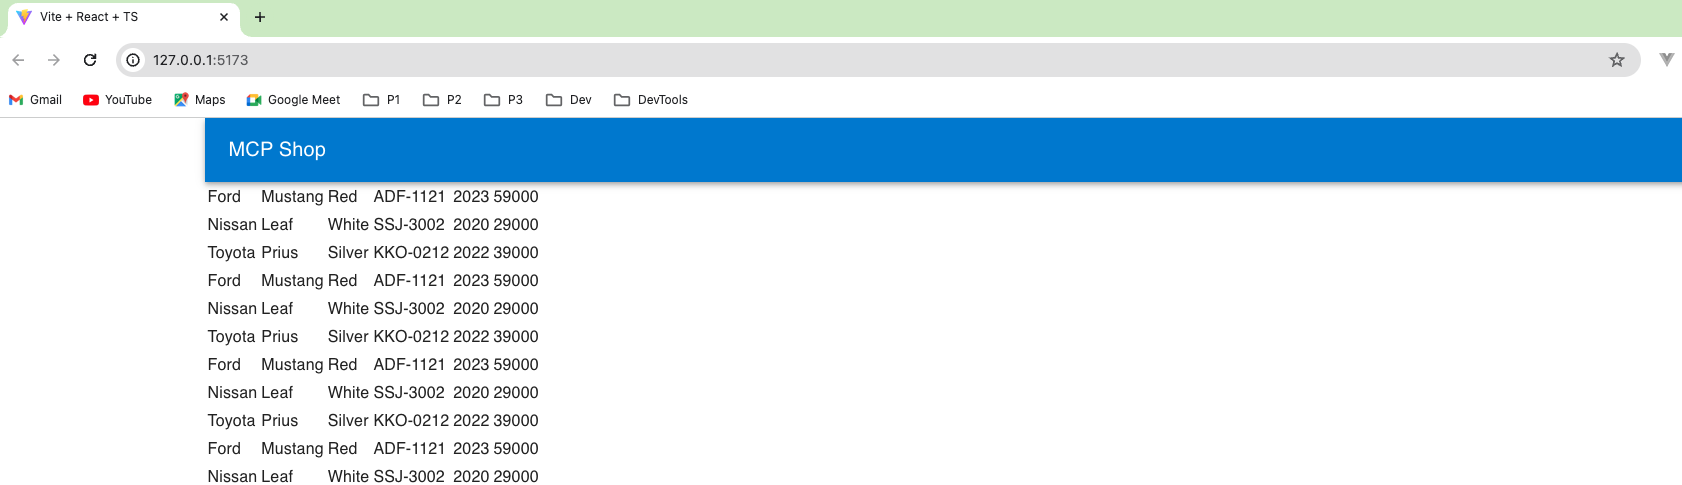 Vite + React + TS
127.0.0.1:5173
Gmail YouTube Maps Google Meet P1 P2 P3 Dev DevTools
MCP Shop
Ford Mustang Red ADF-1121 2023 59000
Nissan Leaf White SSJ-3002 2020 29000
Toyota Prius Silver KKO-0212 2022 39000
Ford Mustang Red ADF-1121 2023 59000
Nissan Leaf White SSJ-3002 2020 29000
Toyota Prius Silver KKO-0212 2022 39000
Ford Mustang Red ADF-1121 2023 59000
Nissan Leaf White SSJ-3002 2020 29000
Toyota Prius Silver KKO-0212 2022 39000
Ford Mustang Red ADF-1121 2023 59000
Nissan Leaf White SSJ-3002 2020 29000